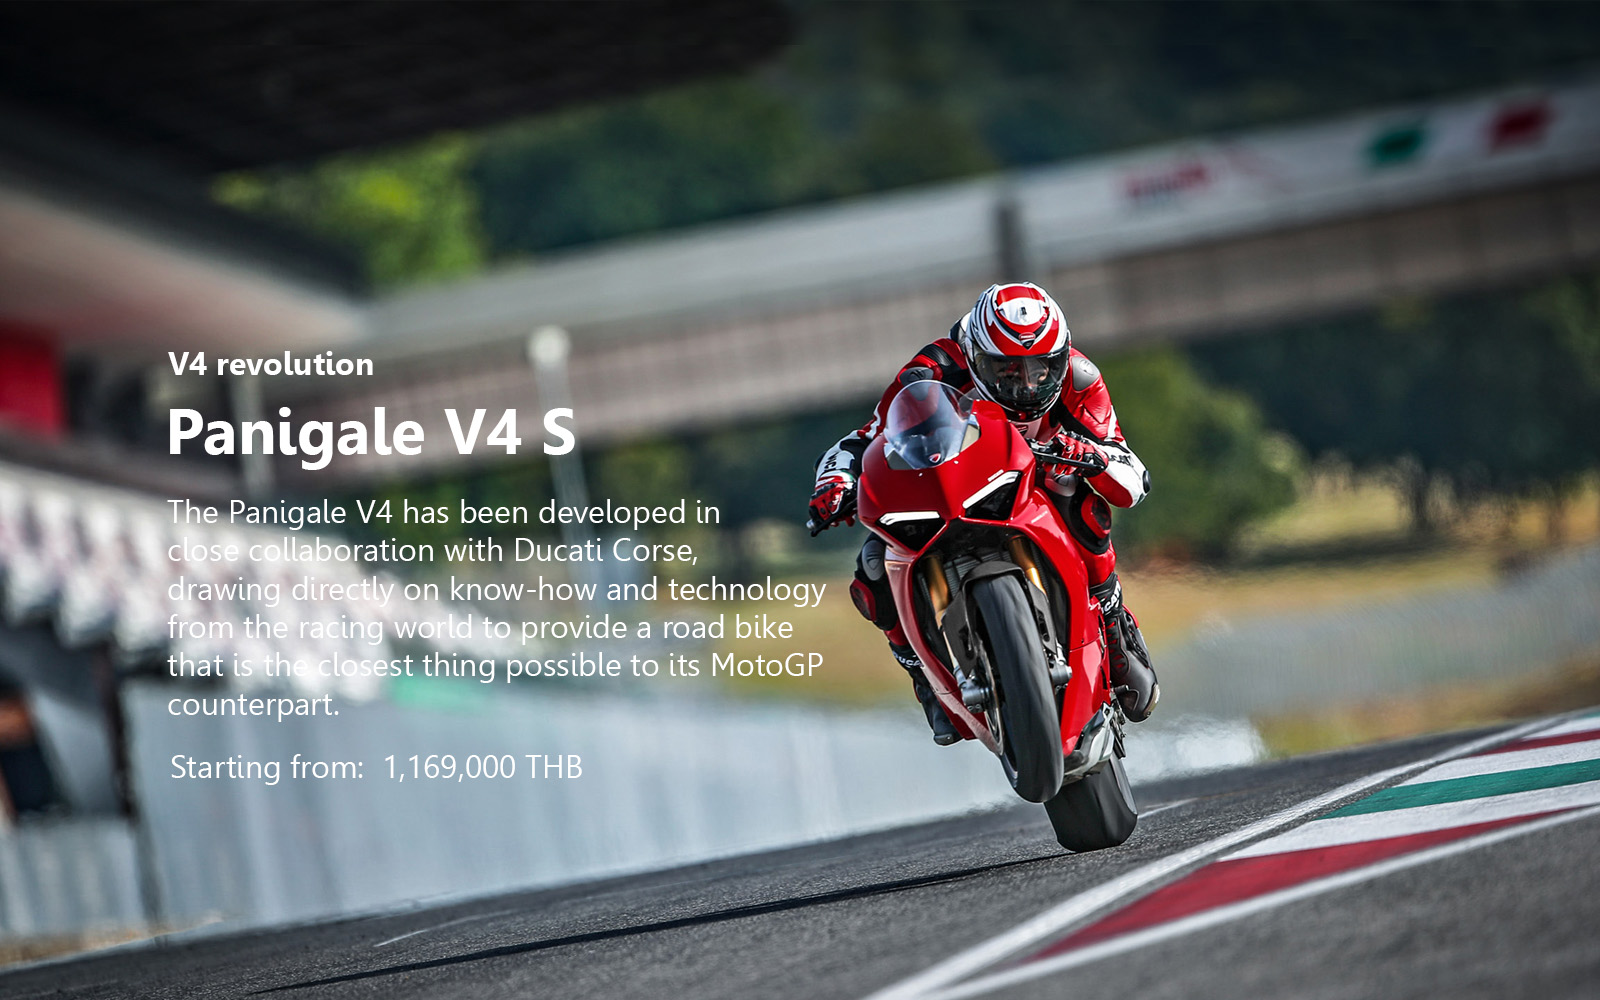 V4 revolution
Panigale V4 S
The Panigale V4 has been developed in
close collaboration with Ducati Corse,
drawing directly on know-how and technology
from the racing world to provide a road bike
that is the closest thing possible to its MotoGP
counterpart.
Starting from: 1,169,000 THB